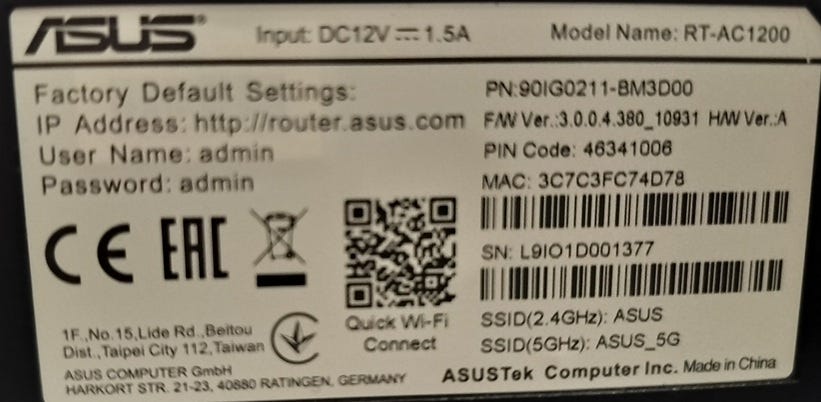 ASUS Input: DC12V 1.5A Model Name: RT-AC1200
Factory Default Settings:
IP Address: http://router.asus.com
User Name: admin
Password: admin
PN:90IG0211-BM3D00
F/W Ver.:3.0.0.4.380_10931 H/W Ver.:A
PIN Code: 46341006
MAC: 3C7C3FC74D78
SN: L9IO1D001377
SSID(2.4GHz): ASUS
SSID(5GHz): ASUS_5G
CE EAC
Quick Wi-Fi
Connect
1F.,No.15,Lide Rd.,Beitou
Dist.,Taipei City 112,Taiwan
ASUS COMPUTER GmbH
HARKORT STR. 21-23, 40880 RATINGEN, GERMANY
ASUSTek Computer Inc. Made in China